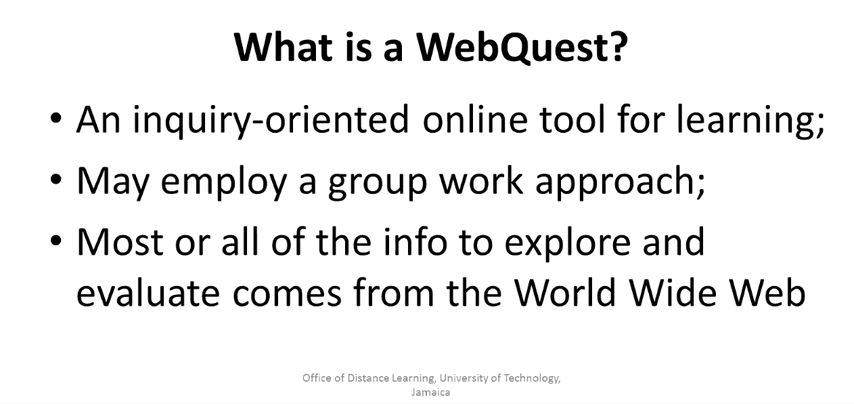 What is a WebQuest?
• An inquiry-oriented online tool for learning;
• May employ a group work approach;
• Most or all of the info to explore and
evaluate comes from the World Wide Web
Office of Distance Learning, University of Technology,
Jamaica